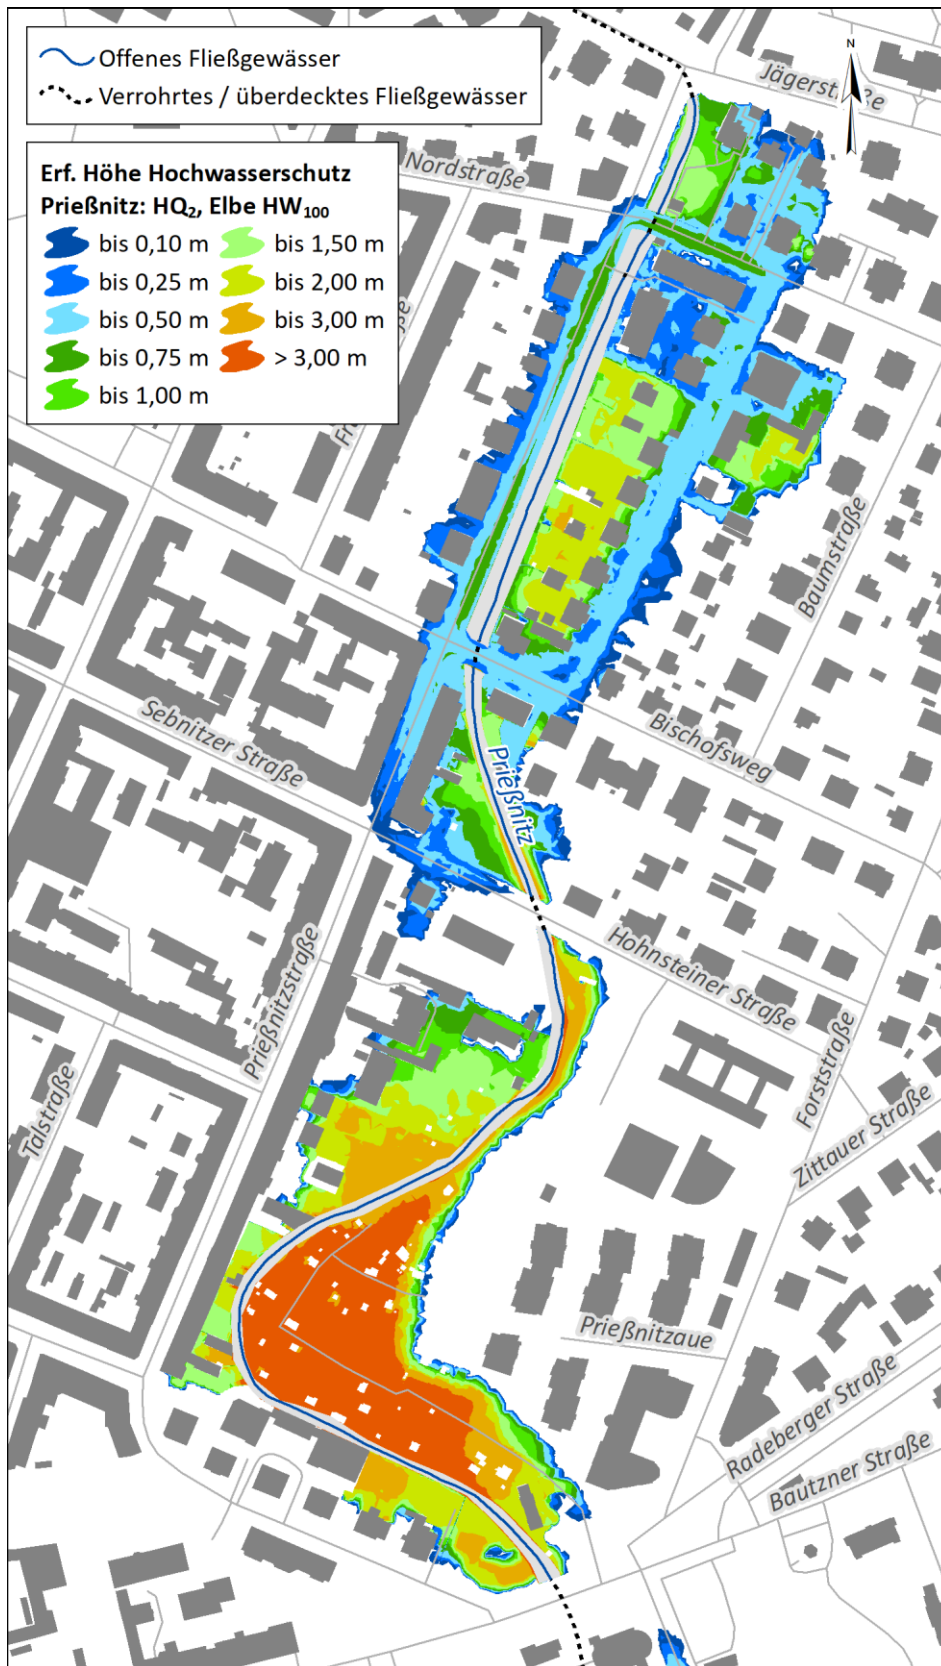 Offenes Fließgewässer
Verrohrtes / überdecktes Fließgewässer
Erf. Höhe Hochwasserschutz
Prießnitz: HQ₂, Elbe HW₁₀₀
bis 0,10 m
bis 0,25 m
bis 0,50 m
bis 0,75 m
bis 1,00 m
bis 1,50 m
bis 2,00 m
bis 3,00 m
> 3,00 m
N
Jägerstraße
Nordstraße
Baumstraße
Bischofsweg
Sebnitzer Straße
Prießnitz
Hohnsteiner Straße
Prießnitzstraße
Talstraße
Forststraße
Zittauer Straße
Prießnitzaue
Radeberger Straße
Bautzner Straße